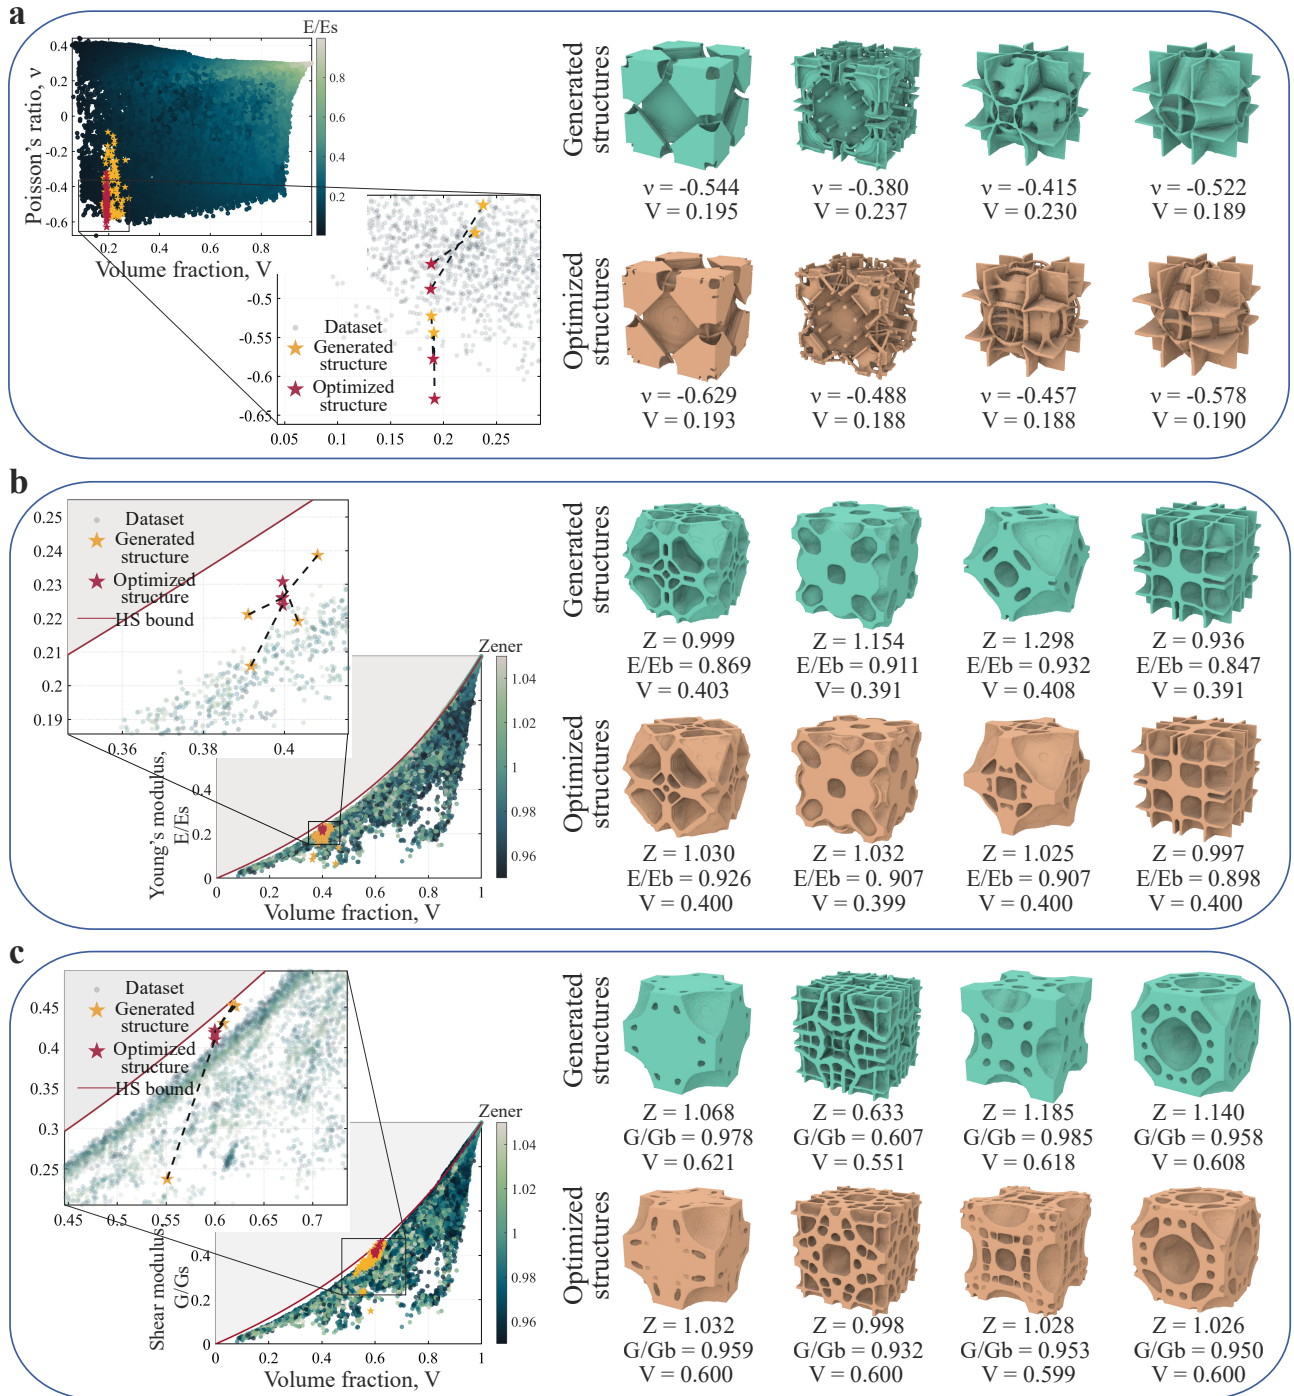 a
E/Es
0.4
0.2
0
-0.2
-0.4
-0.6
Poisson's ratio, ν
0.2
0.4
0.6
0.8
Volume fraction, V
0.8
0.6
0.4
0.2
-0.5
-0.55
-0.6
-0.65
0.05
0.1
0.15
0.2
0.25
Dataset
Generated
structure
Optimized
structure
Generated
structures
ν = -0.544
V = 0.195
ν = -0.380
V = 0.237
ν = -0.415
V = 0.230
ν = -0.522
V = 0.189
Optimized
structures
ν = -0.629
V = 0.193
ν = -0.488
V = 0.188
ν = -0.457
V = 0.188
ν = -0.578
V = 0.190
b
0.25
0.24
0.23
0.22
0.21
0.2
0.19
0.36
0.38
0.4
Dataset
Generated
structure
Optimized
structure
HS bound
Zener
1.04
1.02
1
0.98
0.96
Young's modulus,
E/Es
0.4
0.2
0
0
0.2
0.4
0.6
0.8
1
Volume fraction, V
Generated
structures
Z = 0.999
E/Eb = 0.869
V = 0.403
Z = 1.154
E/Eb = 0.911
V= 0.391
Z = 1.298
E/Eb = 0.932
V = 0.408
Z = 0.936
E/Eb = 0.847
V = 0.391
Optimized
structures
Z = 1.030
E/Eb = 0.926
V = 0.400
Z = 1.032
E/Eb = 0. 907
V = 0.399
Z = 1.025
E/Eb = 0.907
V = 0.400
Z = 0.997
E/Eb = 0.898
V = 0.400
c
0.45
0.4
0.35
0.3
0.25
0.45
0.5
0.55
0.6
0.65
0.7
Dataset
Generated
structure
Optimized
structure
HS bound
Zener
1.04
1.02
1
0.98
0.96
Shear modulus,
G/Gs
0.4
0.2
0
0
0.2
0.4
0.6
0.8
1
Volume fraction, V
Generated
structures
Z = 1.068
G/Gb = 0.978
V = 0.621
Z = 0.633
G/Gb = 0.607
V = 0.551
Z = 1.185
G/Gb = 0.985
V = 0.618
Z = 1.140
G/Gb = 0.958
V = 0.608
Optimized
structures
Z = 1.032
G/Gb = 0.959
V = 0.600
Z = 0.998
G/Gb = 0.932
V = 0.600
Z = 1.028
G/Gb = 0.953
V = 0.599
Z = 1.026
G/Gb = 0.950
V = 0.600